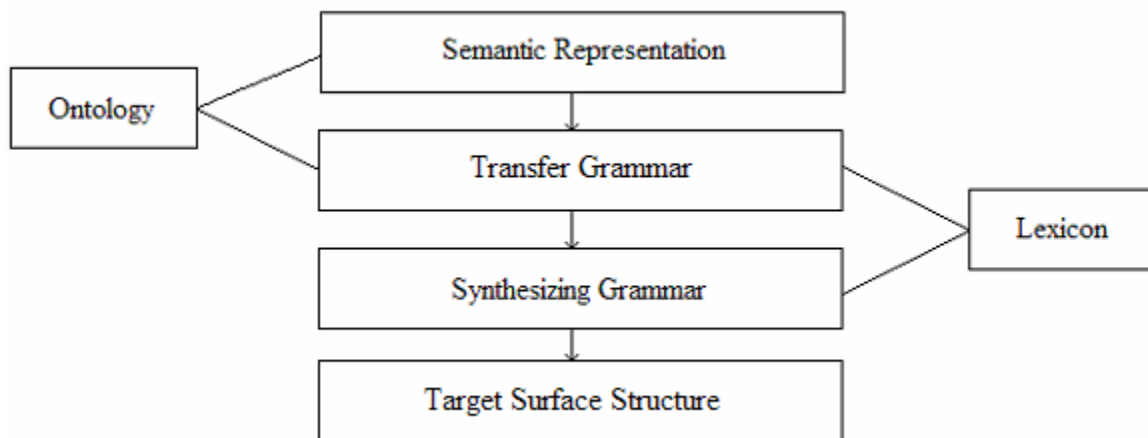 Semantic Representation
Ontology
Transfer Grammar
Lexicon
Synthesizing Grammar
Target Surface Structure